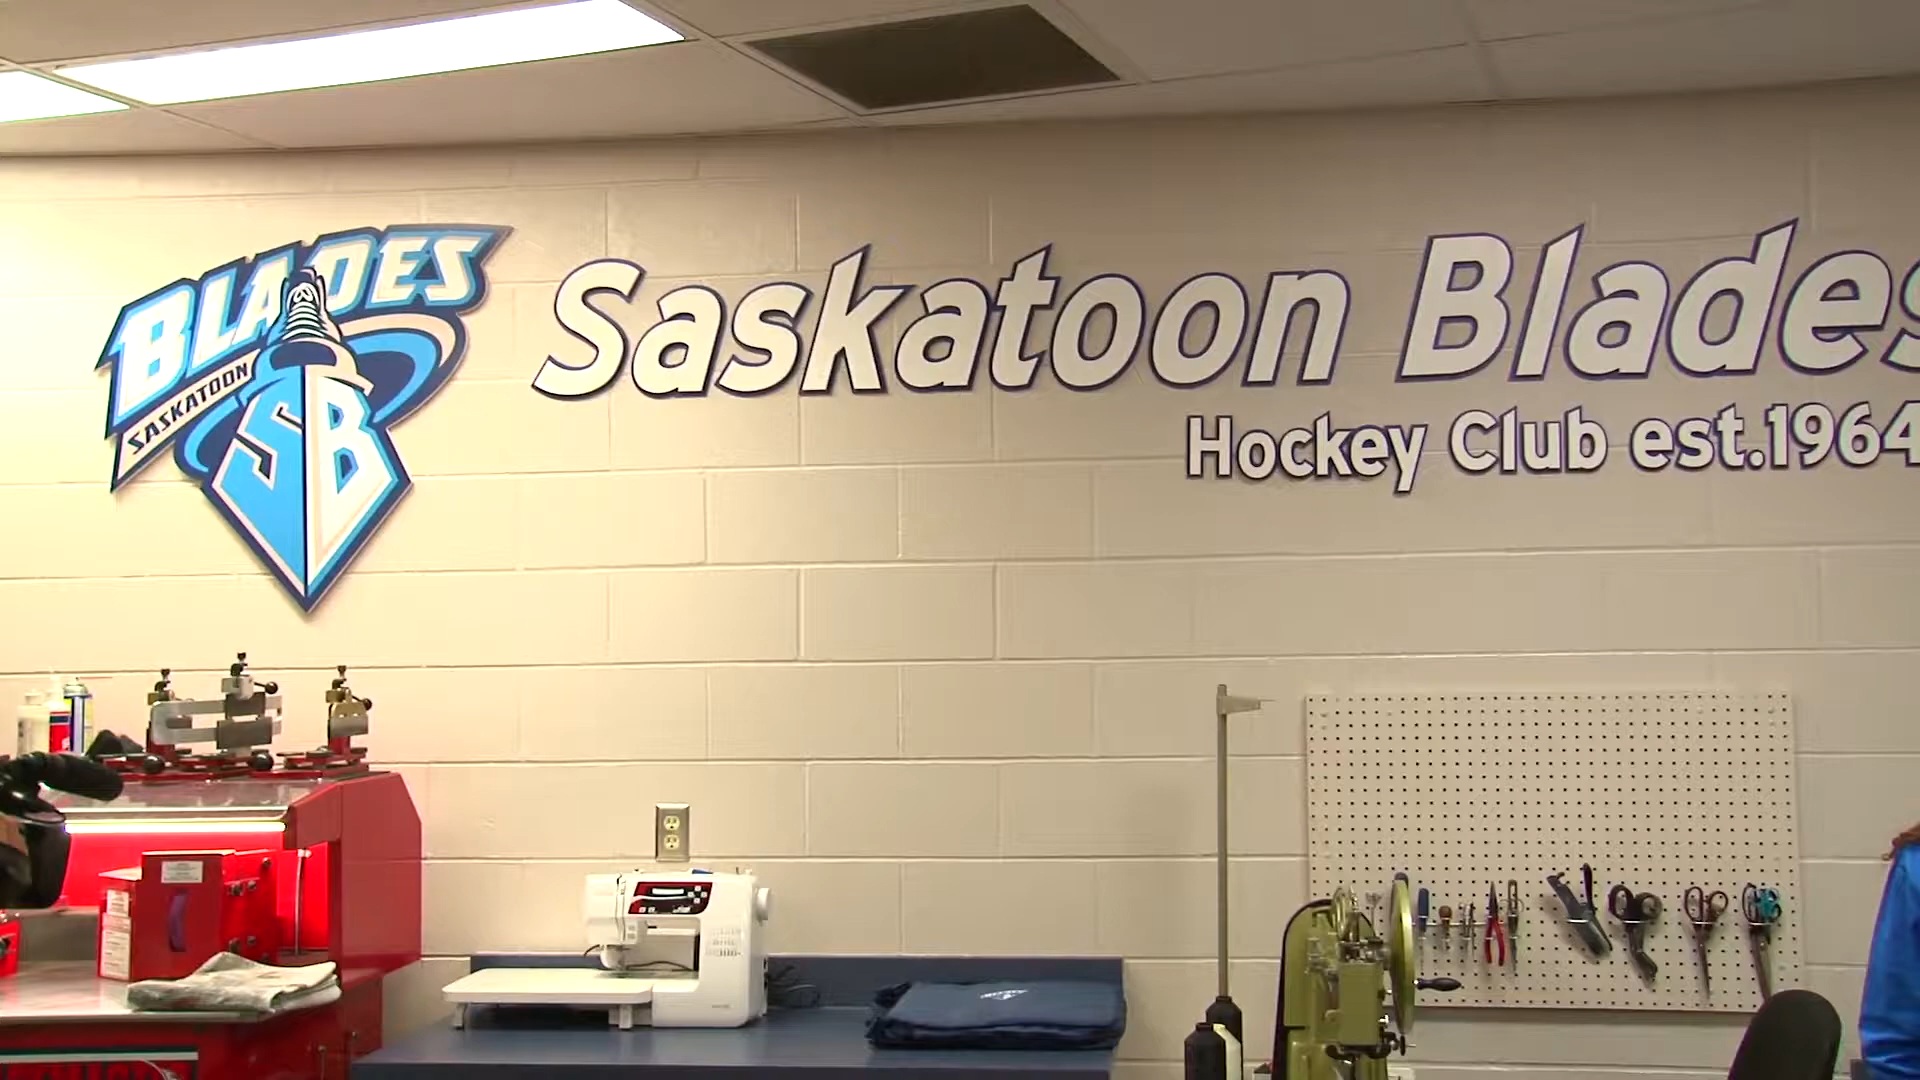 BLADES
SASKATOON
SB
Saskatoon Blades
Hockey Club est.1964